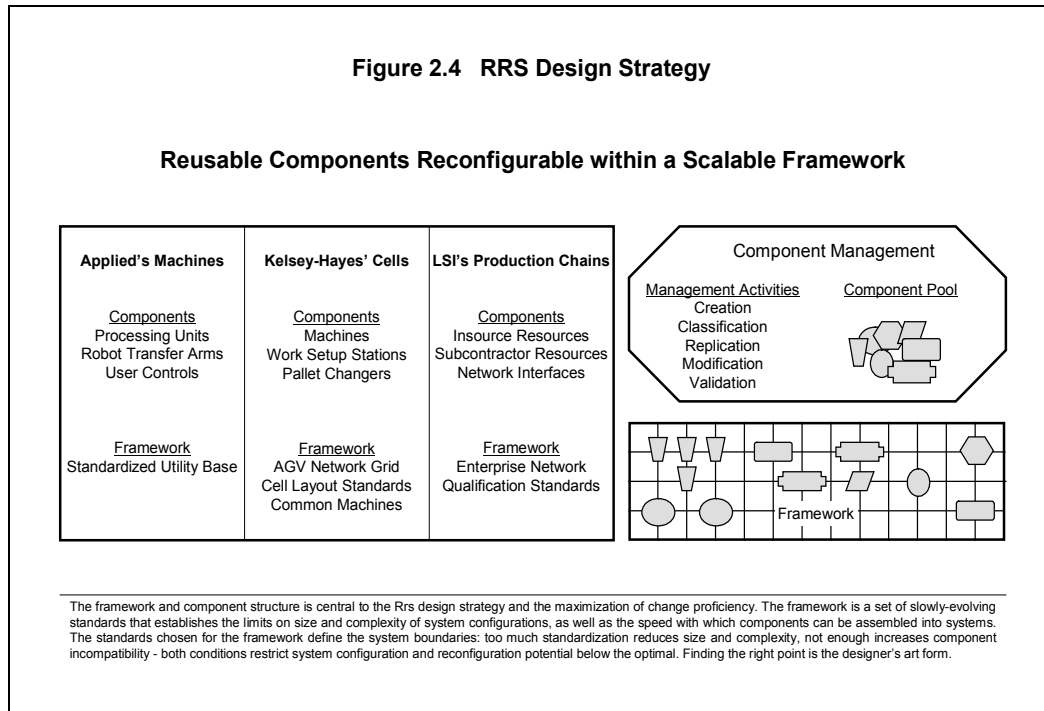 Figure 2.4 RRS Design Strategy
Reusable Components Reconfigurable within a Scalable Framework
Applied's Machines
Components
Processing Units
Robot Transfer Arms
User Controls
Framework
Standardized Utility Base
Kelsey-Hayes' Cells
Components
Machines
Work Setup Stations
Pallet Changers
Framework
AGV Network Grid
Cell Layout Standards
Common Machines
LSI's Production Chains
Components
Insource Resources
Subcontractor Resources
Network Interfaces
Framework
Enterprise Network
Qualification Standards
Component Management
Management Activities
Creation
Classification
Replication
Modification
Validation
Component Pool
Framework
The framework and component structure is central to the Rrs design strategy and the maximization of change proficiency. The framework is a set of slowly-evolving
standards that establishes the limits on size and complexity of system configurations, as well as the speed with which components can be assembled into systems.
The standards chosen for the framework define the system boundaries: too much standardization reduces size and complexity, not enough increases component
incompatibility - both conditions restrict system configuration and reconfiguration potential below the optimal. Finding the right point is the designer's art form.